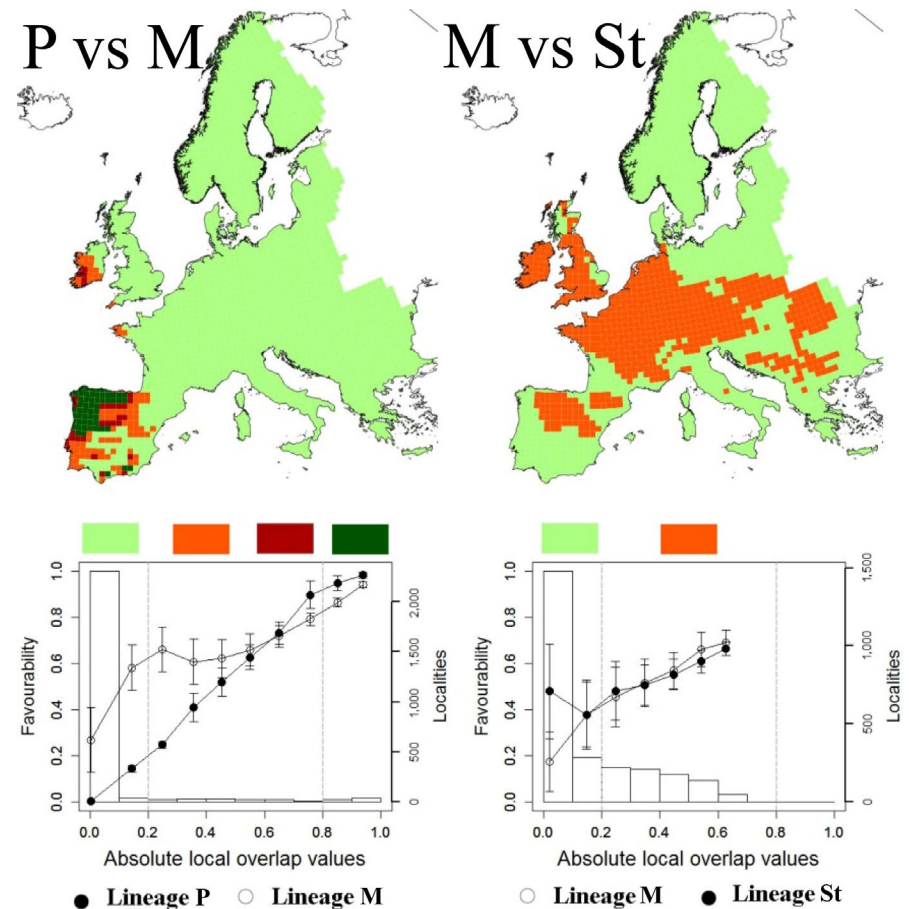 P vs M
M vs St
Favourability
1.0
0.8
0.6
0.4
0.2
0.0
2,000
1,500
1,000
500
0
Localities
0.0 0.2 0.4 0.6 0.8 1.0
Absolute local overlap values
Lineage P Lineage M
Favourability
1.0
0.8
0.6
0.4
0.2
0.0
1,500
1,000
500
0
Localities
0.0 0.2 0.4 0.6 0.8 1.0
Absolute local overlap values
Lineage M Lineage St